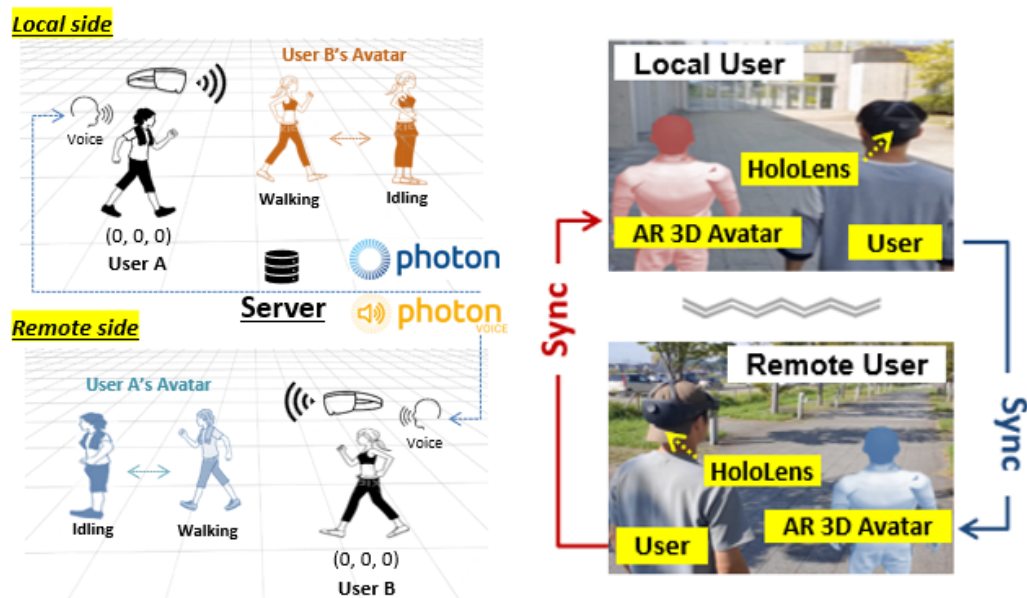 Local side
User B's Avatar
Voice
Walking
Idling
(0, 0, 0)
User A
Server
photon
photon
VOICE
Remote side
User A's Avatar
Voice
Idling
Walking
(0, 0, 0)
User B
Local User
HoloLens
AR 3D Avatar
User
Sync
Remote User
HoloLens
AR 3D Avatar
User
Sync